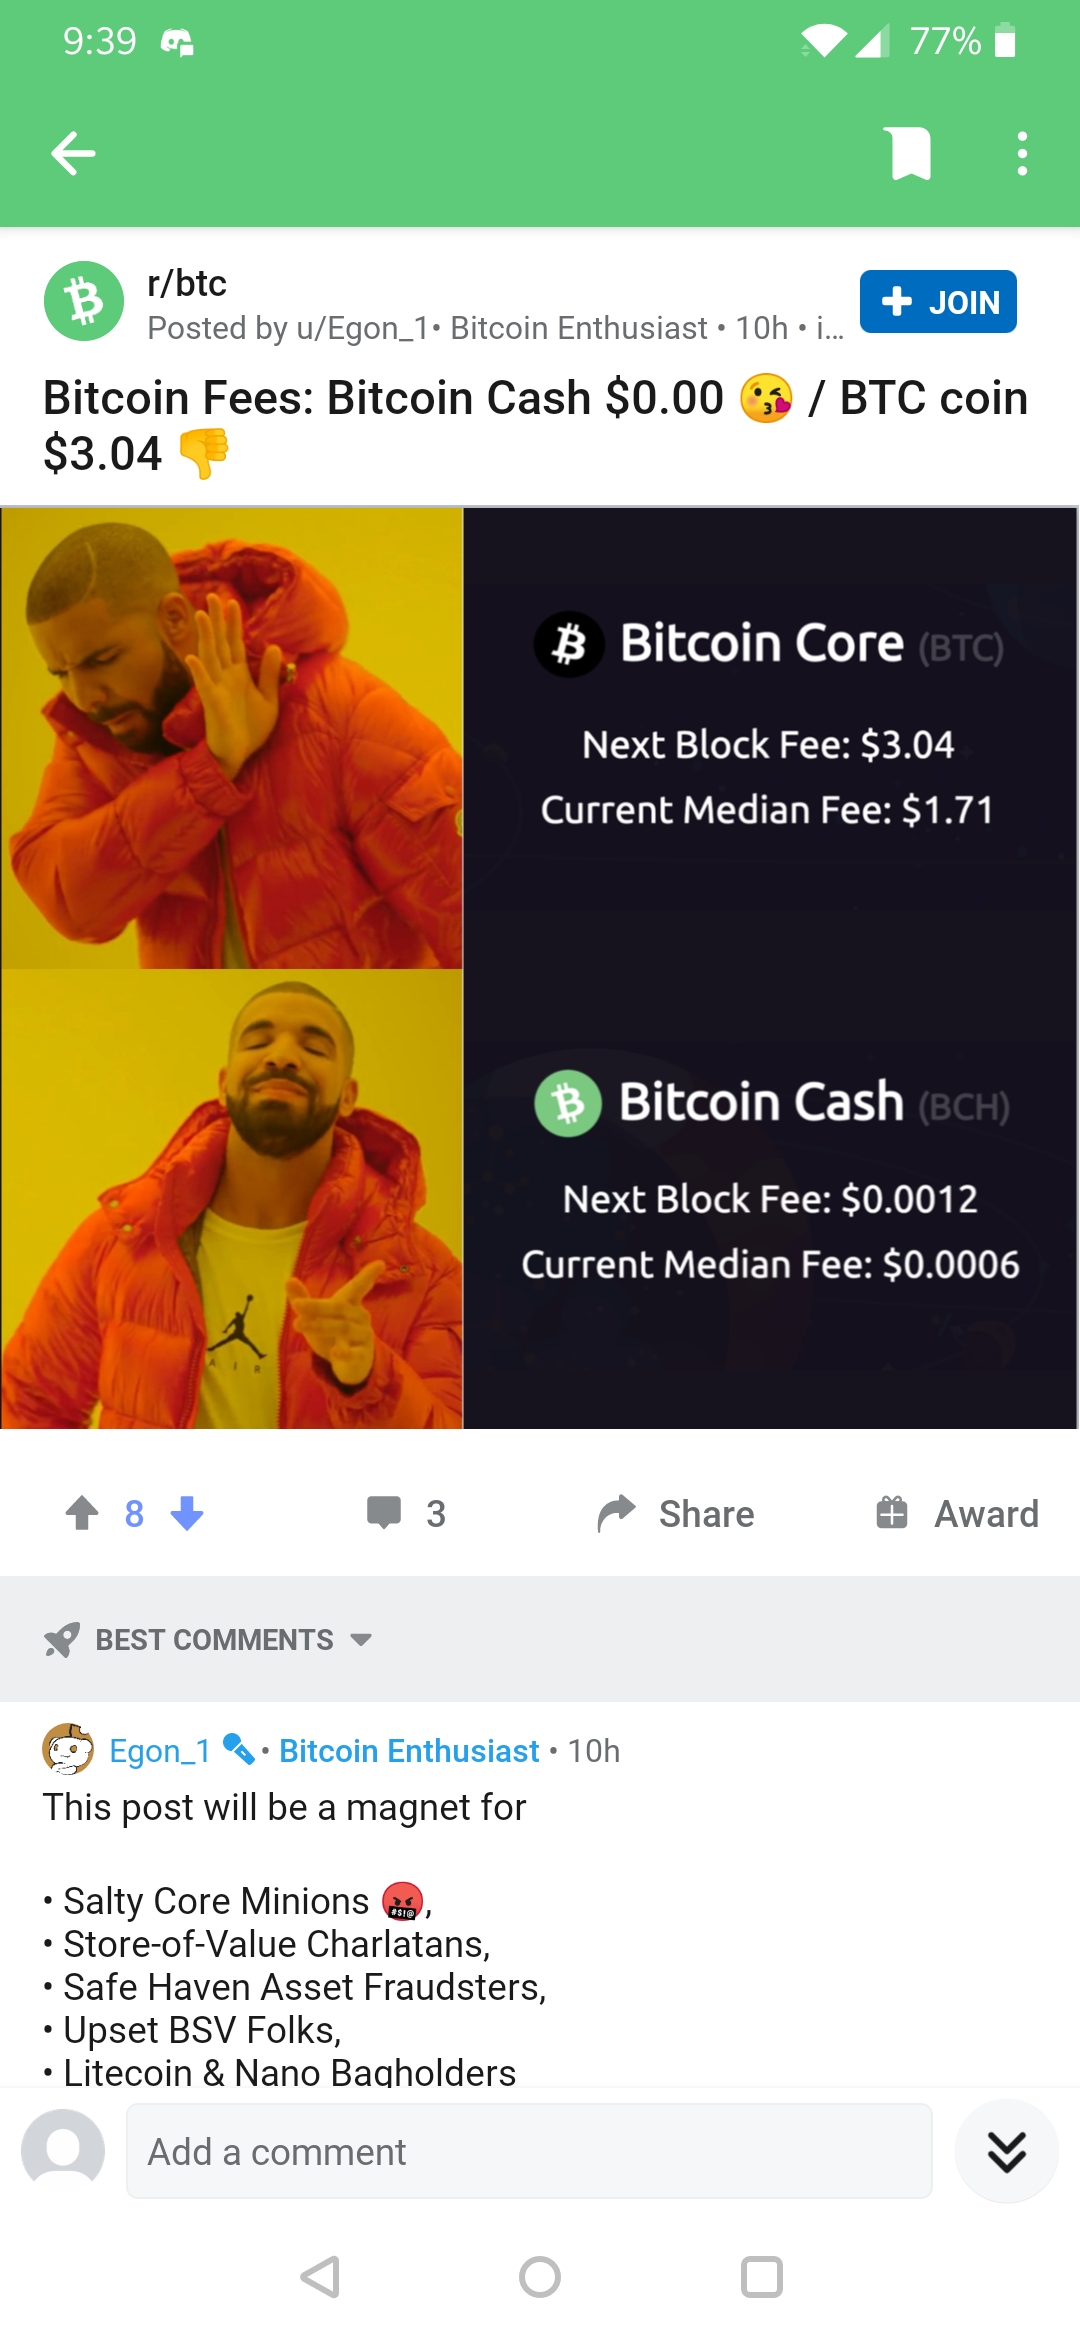 9:39
77%
r/btc
Posted by u/Egon_1• Bitcoin Enthusiast • 10h • i...
+ JOIN
Bitcoin Fees: Bitcoin Cash $0.00 😘 / BTC coin
$3.04 👎
Bitcoin Core (BTC)
Next Block Fee: $3.04
Current Median Fee: $1.71
Bitcoin Cash (BCH)
Next Block Fee: $0.0012
Current Median Fee: $0.0006
AIR
8
3
Share
Award
BEST COMMENTS
Egon_1 • Bitcoin Enthusiast • 10h
This post will be a magnet for
• Salty Core Minions 🤬,
• Store-of-Value Charlatans,
• Safe Haven Asset Fraudsters,
• Upset BSV Folks,
• Litecoin & Nano Bagholders
Add a comment